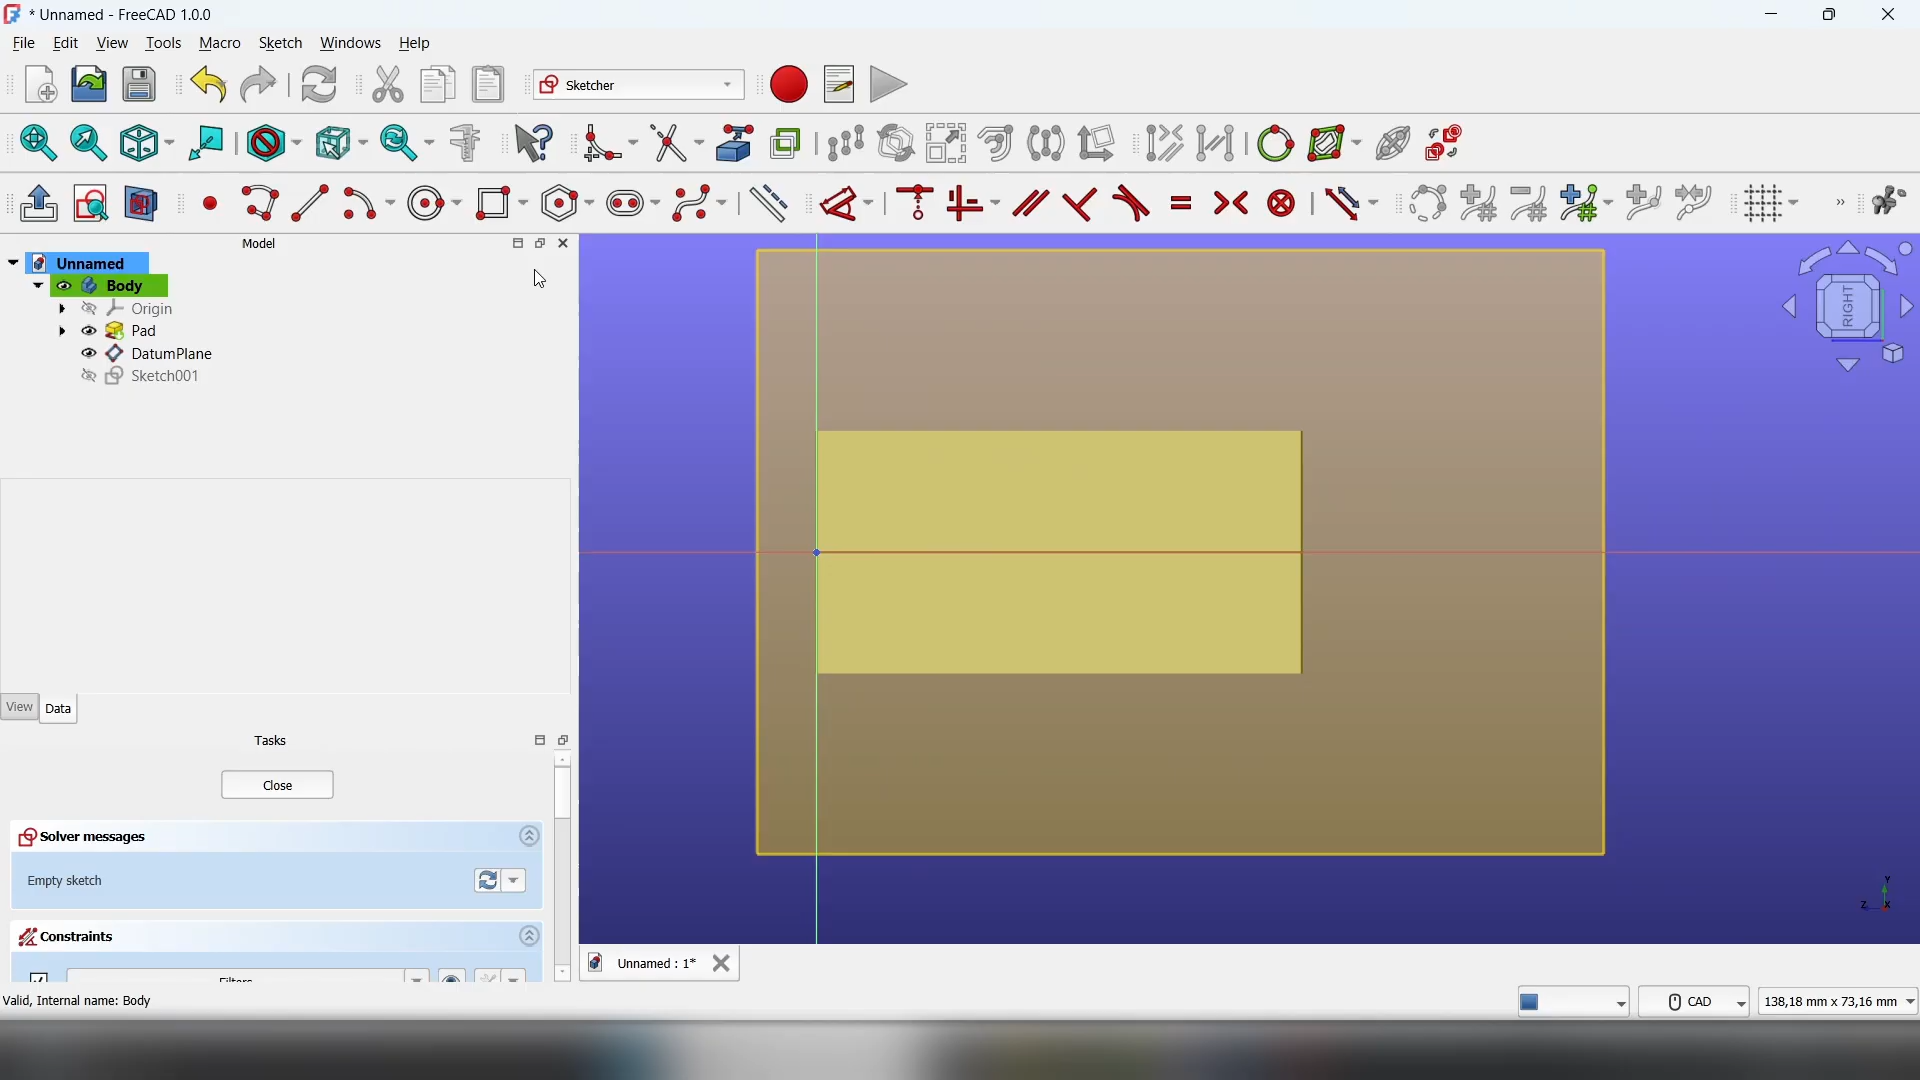 * Unnamed - FreeCAD 1.0.0
File Edit View Tools Macro Sketch Windows Help
Sketcher
Model
Unnamed
Body
Origin
Pad
DatumPlane
Sketch001
RIGHT
View Data
Tasks
Close
Solver messages
Empty sketch
Constraints
Filters
Y
Z X
Unnamed : 1*
Valid, Internal name: Body
CAD
138,18 mm x 73,16 mm